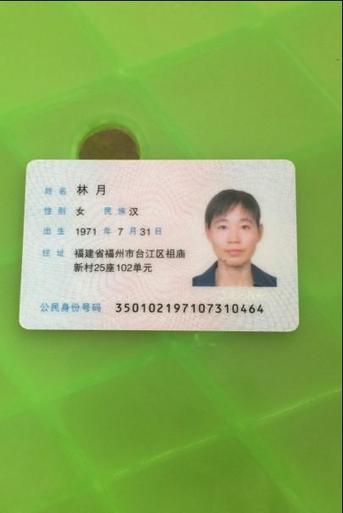 姓名 林月
性别 女 民族 汉
出生 1971 年 7 月 31 日
住址 福建省福州市台江区祖庙
新村25座102单元
公民身份号码 350102197107310464